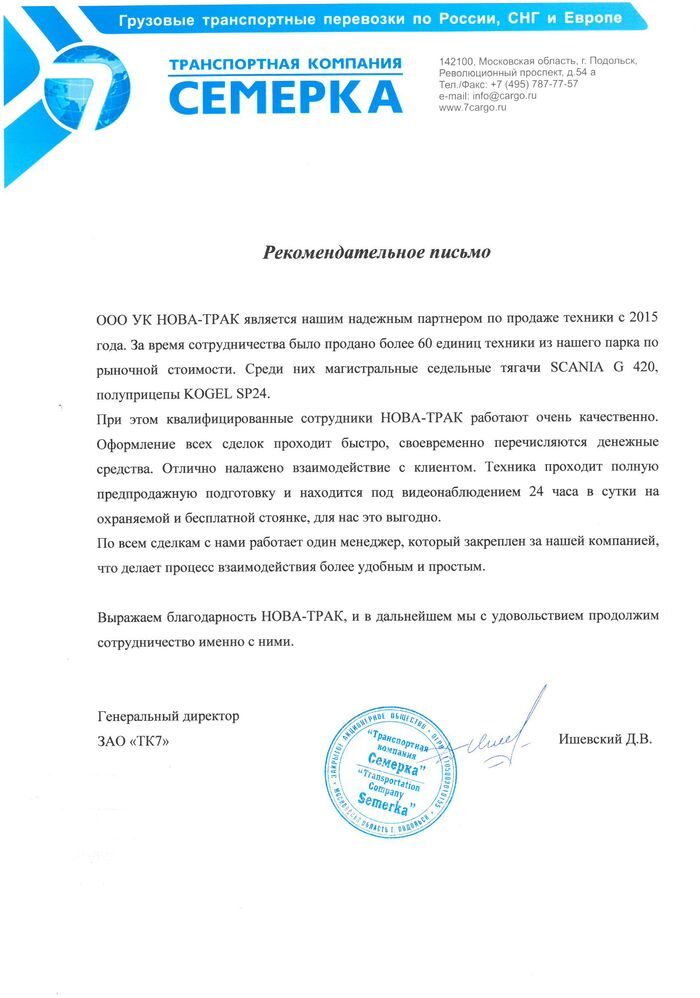 Грузовые транспортные перевозки по России, СНГ и Европе
7
ТРАНСПОРТНАЯ КОМПАНИЯ
СЕМЕРКА
142100, Московская область, г. Подольск,
Революционный проспект, д.54 а
Тел./Факс: +7 (495) 787-77-57
e-mail: info@cargo.ru
www.7cargo.ru
Рекомендательное письмо
ООО УК НОВА-ТРАК является нашим надежным партнером по продаже техники с 2015
года. За время сотрудничества было продано более 60 единиц техники из нашего парка по
рыночной стоимости. Среди них магистральные седельные тягачи SCANIA G 420,
полуприцепы KOGEL SP24.
При этом квалифицированные сотрудники НОВА-ТРАК работают очень качественно.
Оформление всех сделок проходит быстро, своевременно перечисляются денежные
средства. Отлично налажено взаимодействие с клиентом. Техника проходит полную
предпродажную подготовку и находится под видеонаблюдением 24 часа в сутки на
охраняемой и бесплатной стоянке, для нас это выгодно.
По всем сделкам с нами работает один менеджер, который закреплен за нашей компанией,
что делает процесс взаимодействия более удобным и простым.
Выражаем благодарность НОВА-ТРАК, и в дальнейшем мы с удовольствием продолжим
сотрудничество именно с ними.
Генеральный директор
ЗАО «ТК7»
Ишевский Д.В.
ЗАКРЫТОЕ АКЦИОНЕРНОЕ ОБЩЕСТВО • ОГРН
МОСКОВСКАЯ ОБЛАСТЬ Г. ПОДОЛЬСК
"Транспортная
компания
Семерка"
"Transportation
Company
Semerka"